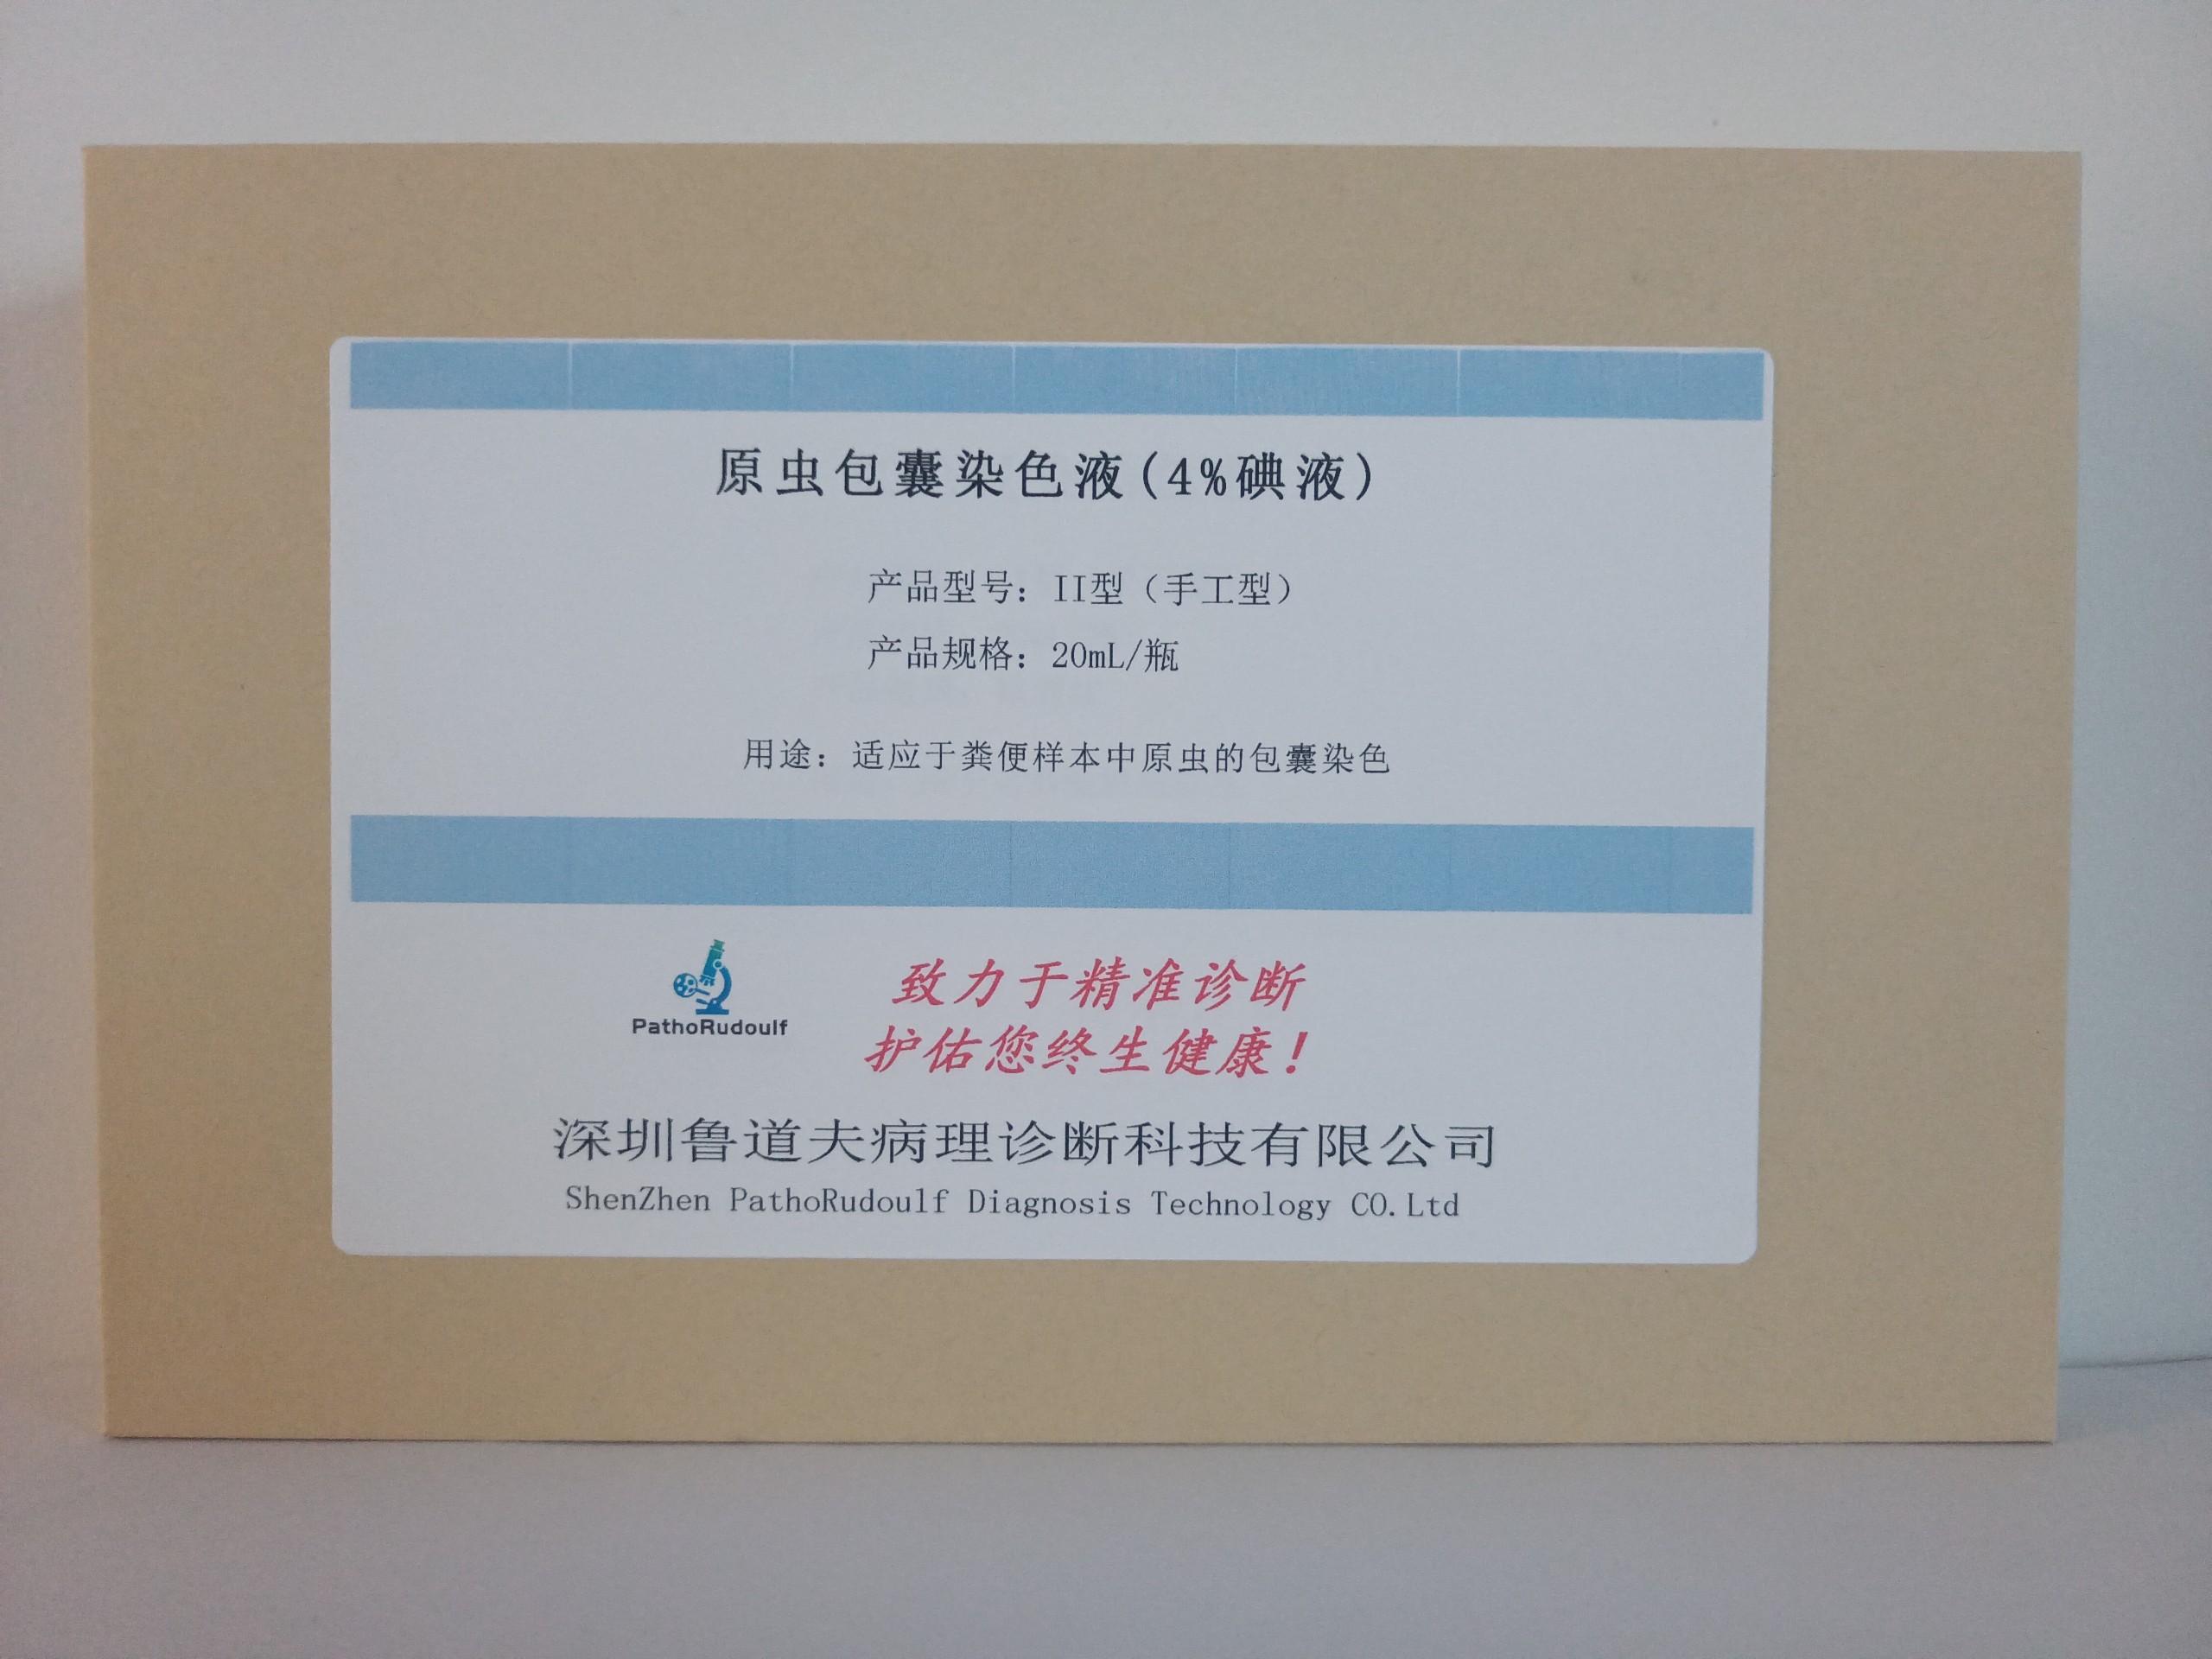 原虫包囊染色液(4%碘液)
产品型号：II型（手工型）
产品规格：20mL/瓶
用途：适应于粪便样本中原虫的包囊染色
PathoRudoulf
致力于精准诊断
护佑您终生健康！
深圳鲁道夫病理诊断科技有限公司
ShenZhen PathoRudoulf Diagnosis Technology CO.Ltd